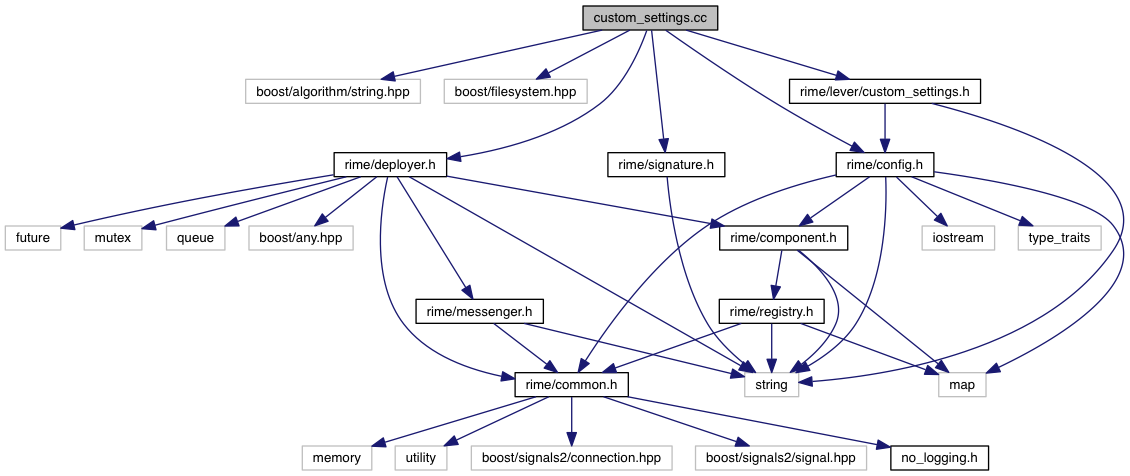 custom_settings.cc
boost/algorithm/string.hpp
boost/filesystem.hpp
rime/lever/custom_settings.h
rime/deployer.h
rime/signature.h
rime/config.h
future
mutex
queue
boost/any.hpp
rime/component.h
iostream
type_traits
rime/messenger.h
rime/registry.h
rime/common.h
string
map
memory
utility
boost/signals2/connection.hpp
boost/signals2/signal.hpp
no_logging.h